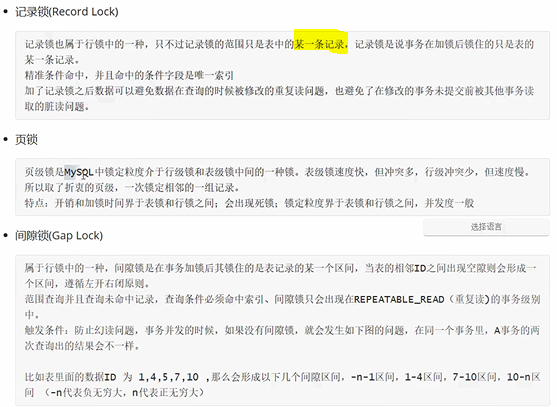 记录锁(Record Lock)
记录锁也属于行锁中的一种，只不过记录锁的范围只是表中的某一条记录，记录锁是说事务在加锁后锁住的只是表的
某一条记录。
精准条件命中，并且命中的条件字段是唯一索引
加了记录锁之后数据可以避免数据在查询的时候被修改的重复读问题，也避免了在修改的事务未提交前被其他事务读
取的脏读问题。
页锁
页级锁是MySQL中锁定粒度介于行级锁和表级锁中间的一种锁。表级锁速度快，但冲突多，行级冲突少，但速度慢。
所以取了折衷的页级，一次锁定相邻的一组记录。
特点：开销和加锁时间界于表锁和行锁之间；会出现死锁；锁定粒度界于表锁和行锁之间，并发度一般
选择语言
间隙锁(Gap Lock)
属于行锁中的一种，间隙锁是在事务加锁后其锁住的是表记录的某一个区间，当表的相邻ID之间出现空隙则会形成一
个区间，遵循左开右闭原则。
范围查询并且查询未命中记录，查询条件必须命中索引、间隙锁只会出现在REPEATABLE_READ（重复读)的事务级别
中。
触发条件：防止幻读问题，事务并发的时候，如果没有间隙锁，就会发生如下图的问题，在同一个事务里，A事务的两
次查询出的结果会不一样。
比如表里面的数据ID 为 1,4,5,7,10 ,那么会形成以下几个间隙区间，-n-1区间，1-4区间，7-10区间，10-n区
间 （-n代表负无穷大，n代表正无穷大）